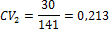 CV₂ = 30/141 = 0,213